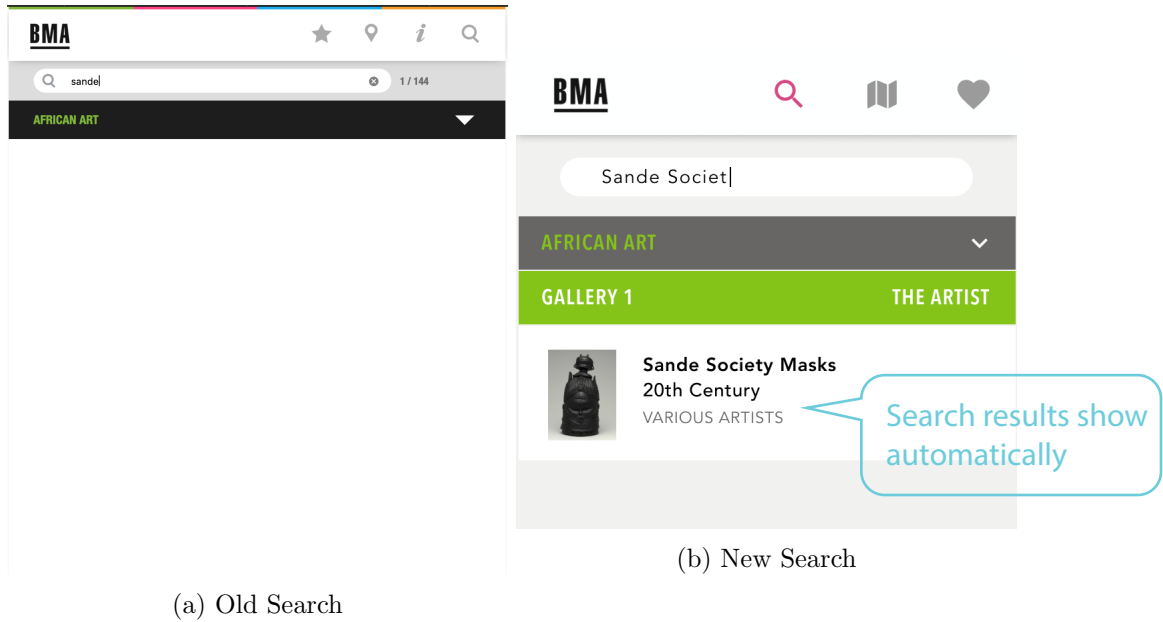 BMA
i
sande
1 / 144
AFRICAN ART
(a) Old Search
BMA
Sande Societ
AFRICAN ART
GALLERY 1 THE ARTIST
Sande Society Masks
20th Century
VARIOUS ARTISTS
Search results show
automatically
(b) New Search